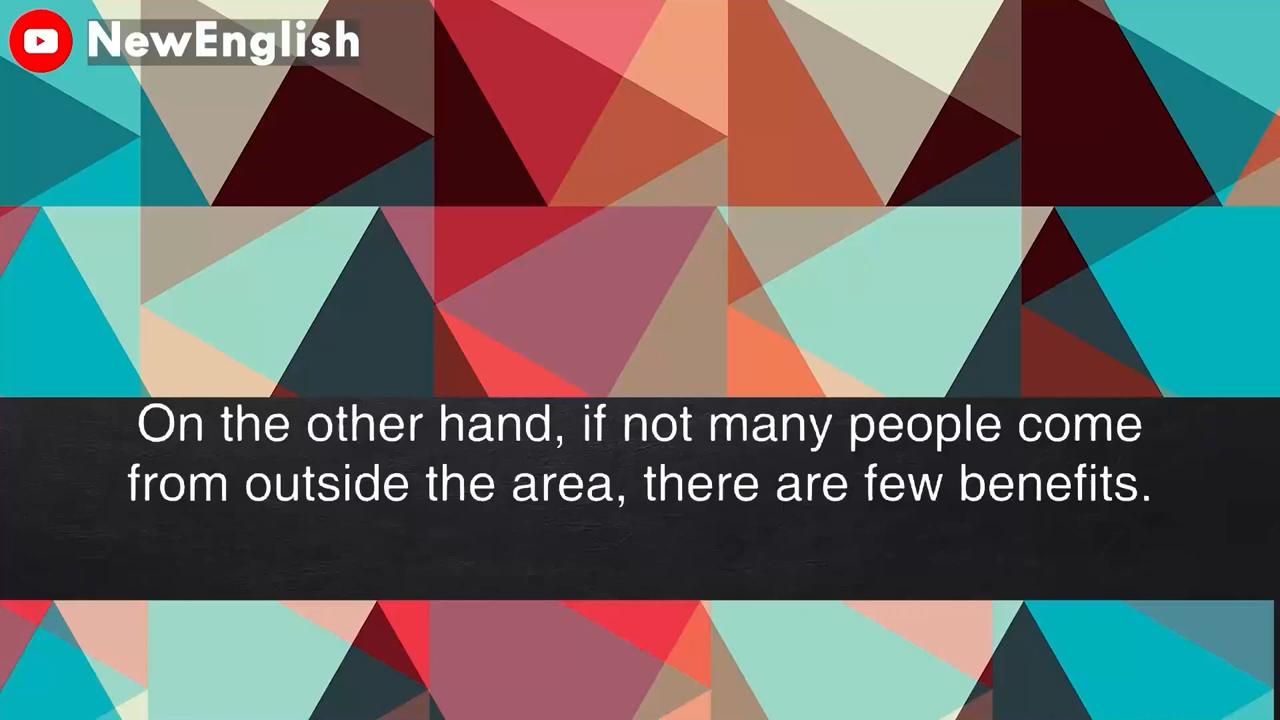 NewEnglish
On the other hand, if not many people come
from outside the area, there are few benefits.